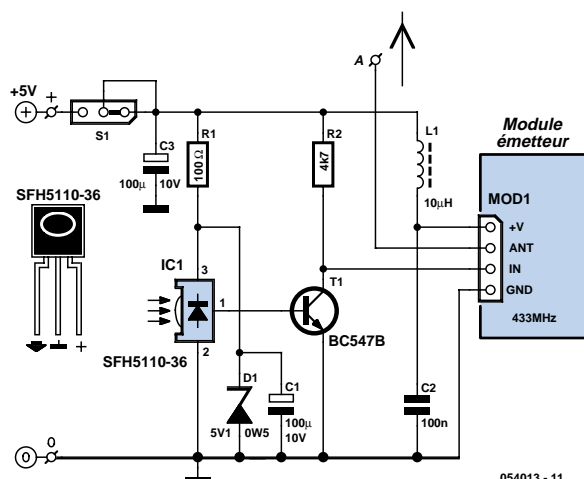 A
+5V
+
S1
C3
100µ
10V
R1
100Ω
R2
4k7
L1
10µH
Module
émetteur
MOD1
+V
ANT
IN
GND
433MHz
SFH5110-36
+
IC1
3
1
2
SFH5110-36
T1
BC547B
D1
5V1
0W5
C1
100µ
10V
C2
100n
0
0
054013 - 11